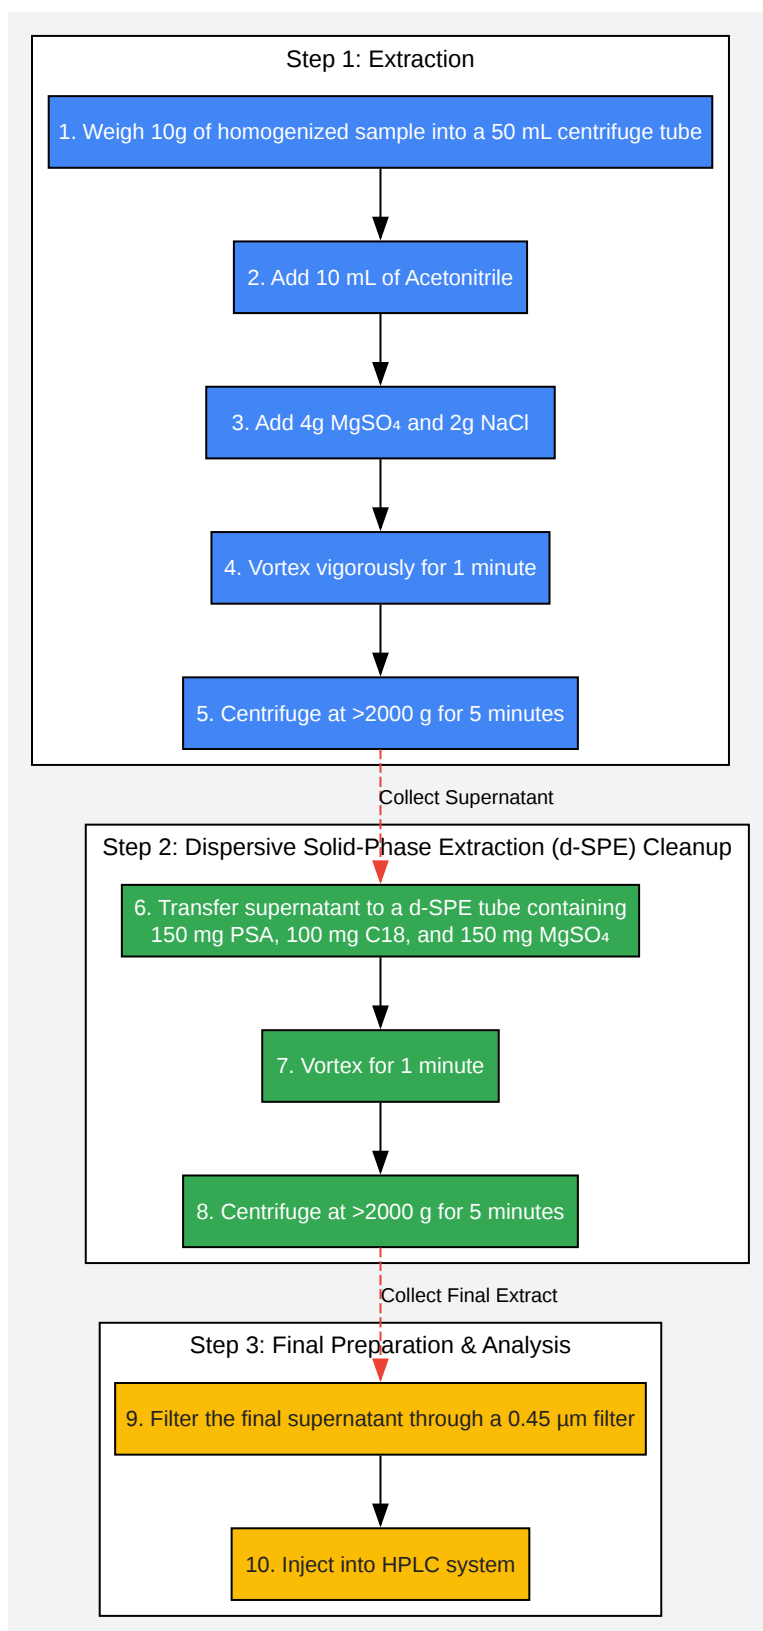 Step 1: Extraction
1. Weigh 10g of homogenized sample into a 50 mL centrifuge tube
2. Add 10 mL of Acetonitrile
3. Add 4g MgSO₄ and 2g NaCl
4. Vortex vigorously for 1 minute
5. Centrifuge at >2000 g for 5 minutes
Collect Supernatant
Step 2: Dispersive Solid-Phase Extraction (d-SPE) Cleanup
6. Transfer supernatant to a d-SPE tube containing
150 mg PSA, 100 mg C18, and 150 mg MgSO₄
7. Vortex for 1 minute
8. Centrifuge at >2000 g for 5 minutes
Collect Final Extract
Step 3: Final Preparation & Analysis
9. Filter the final supernatant through a 0.45 µm filter
10. Inject into HPLC system